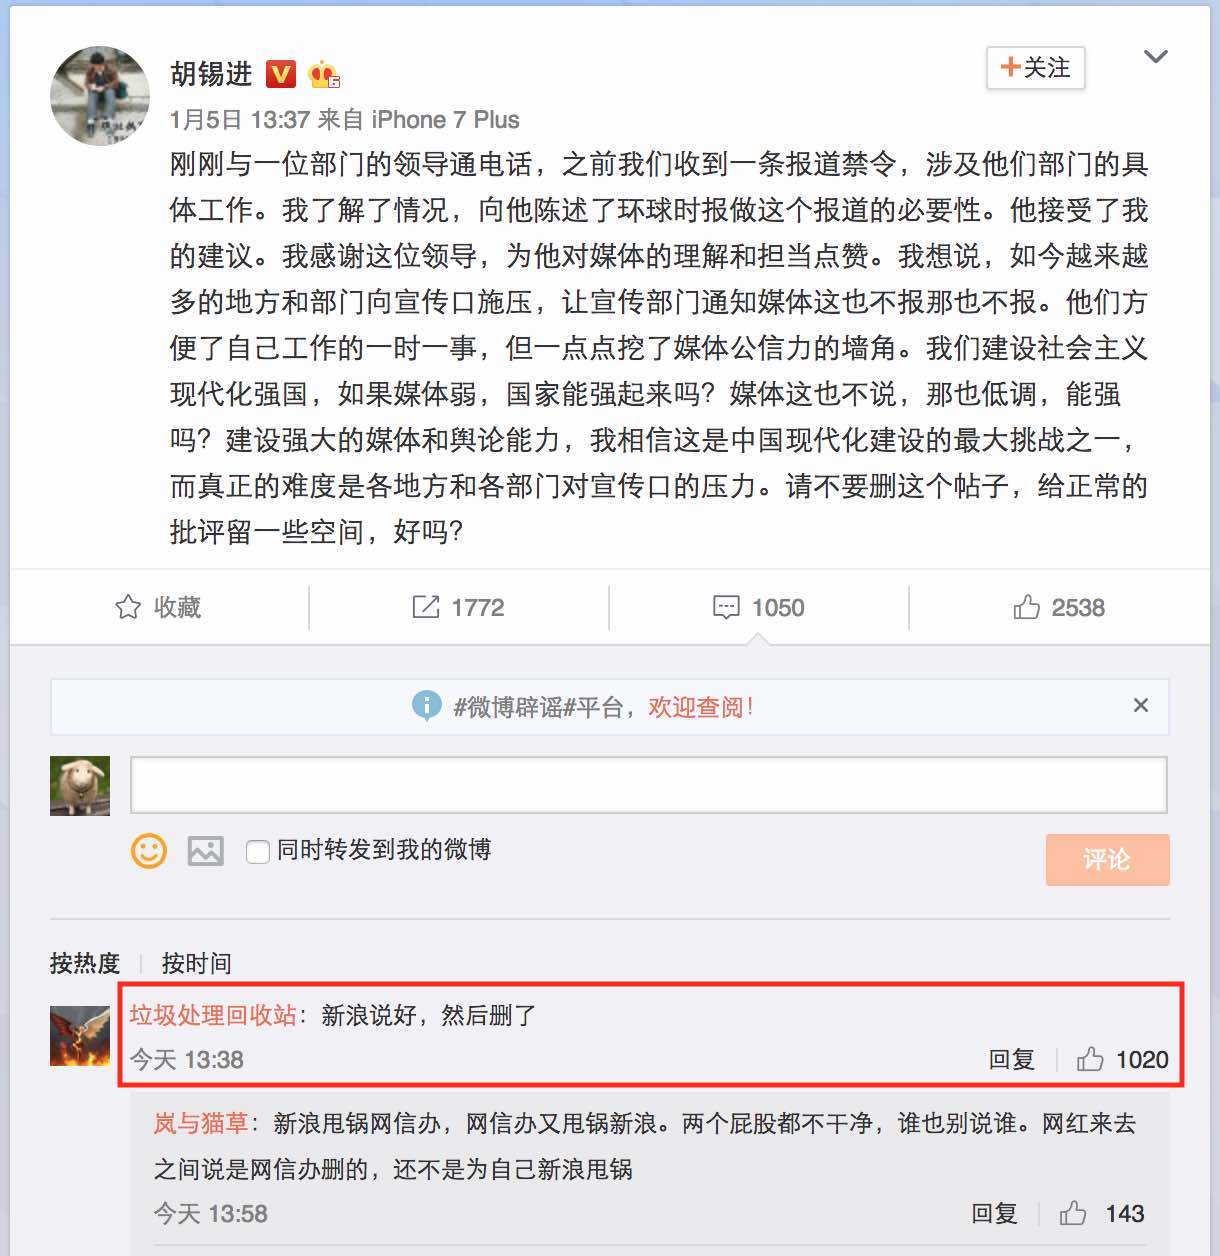 胡锡进
+关注
1月5日 13:37 来自 iPhone 7 Plus
刚刚与一位部门的领导通电话，之前我们收到一条报道禁令，涉及他们部门的具
体工作。我了解了情况，向他陈述了环球时报做这个报道的必要性。他接受了我
的建议。我感谢这位领导，为他对媒体的理解和担当点赞。我想说，如今越来越
多的地方和部门向宣传口施压，让宣传部门通知媒体这也不报那也不报。他们方
便了自己工作的一时一事，但一点点挖了媒体公信力的墙角。我们建设社会主义
现代化强国，如果媒体弱，国家能强起来吗？媒体这也不说，那也低调，能强
吗？建设强大的媒体和舆论能力，我相信这是中国现代化建设的最大挑战之一，
而真正的难度是各地方和各部门对宣传口的压力。请不要删这个帖子，给正常的
批评留一些空间，好吗？
收藏 1772 1050 2538
#微博辟谣#平台，欢迎查阅！
同时转发到我的微博
评论
按热度 按时间
垃圾处理回收站：新浪说好，然后删了
今天 13:38 回复 1020
岚与猫草：新浪甩锅网信办，网信办又甩锅新浪。两个屁股都不干净，谁也别说谁。网红来去
之间说是网信办删的，还不是为自己新浪甩锅
今天 13:58 回复 143